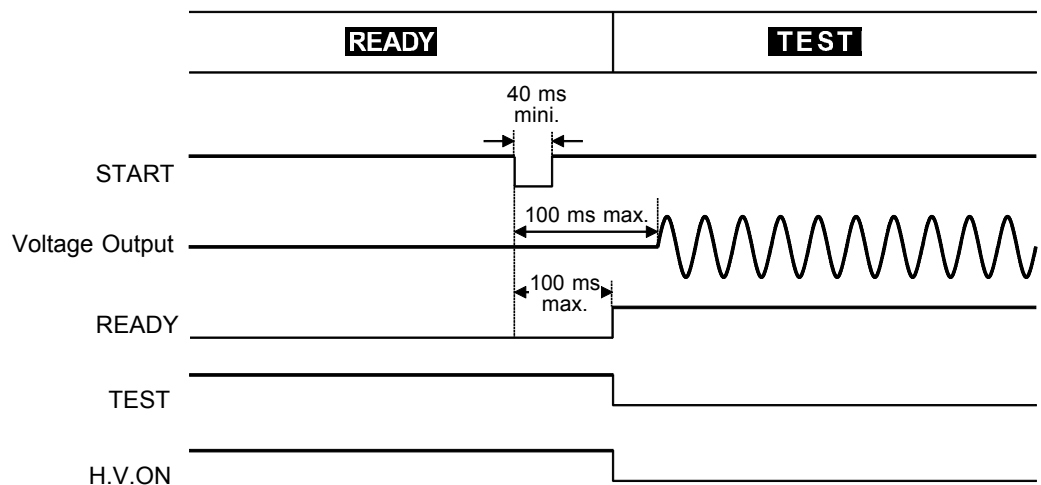 READY
TEST
40 ms
mini.
START
100 ms max.
Voltage Output
100 ms
max.
READY
TEST
H.V.ON